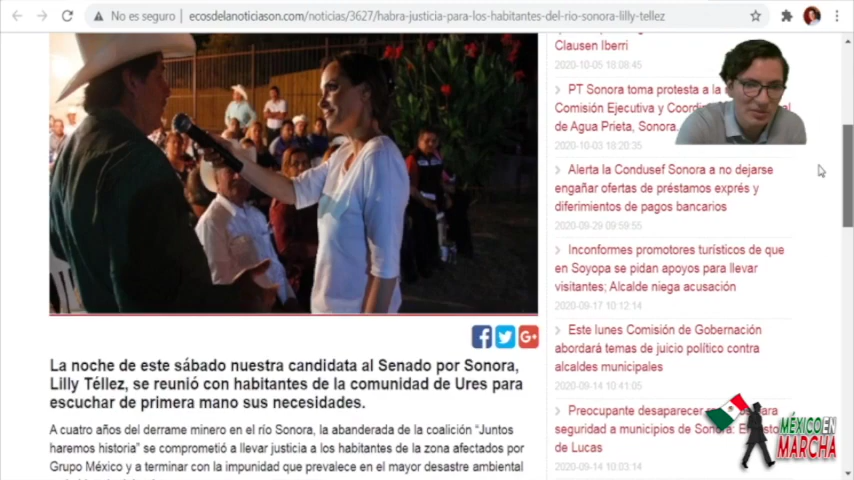 No es seguro | ecosdelanoticiason.com/noticias/3627/habra-justicia-para-los-habitantes-del-rio-sonora-lilly-tellez
La noche de este sábado nuestra candidata al Senado por Sonora,
Lilly Téllez, se reunió con habitantes de la comunidad de Ures para
escuchar de primera mano sus necesidades.
A cuatro años del derrame minero en el río Sonora, la abanderada de la coalición “Juntos
haremos historia” se comprometió a llevar justicia a los habitantes de la zona afectados por
Grupo México y a terminar con la impunidad que prevalece en el mayor desastre ambiental
Clausen Iberri
2020-10-05 18:08:45
PT Sonora toma protesta a la
Comisión Ejecutiva y
de Agua Prieta, Sonora.
2020-10-03 18:20:35
Alerta la Condusef Sonora a no dejarse
engañar ofertas de préstamos exprés y
diferimientos de pagos bancarios
2020-09-29 09:59:55
Inconformes promotores turísticos de que
en Soyopa se pidan apoyos para llevar
visitantes; Alcalde niega acusación
2020-09-17 10:12:14
Este lunes Comisión de Gobernación
abordará temas de juicio político contra
alcaldes municipales
2020-09-14 10:41:05
Preocupante desaparecer
seguridad a municipios de
de Lucas
2020-09-14 10:03:14
MÉXICO EN
MARCHA